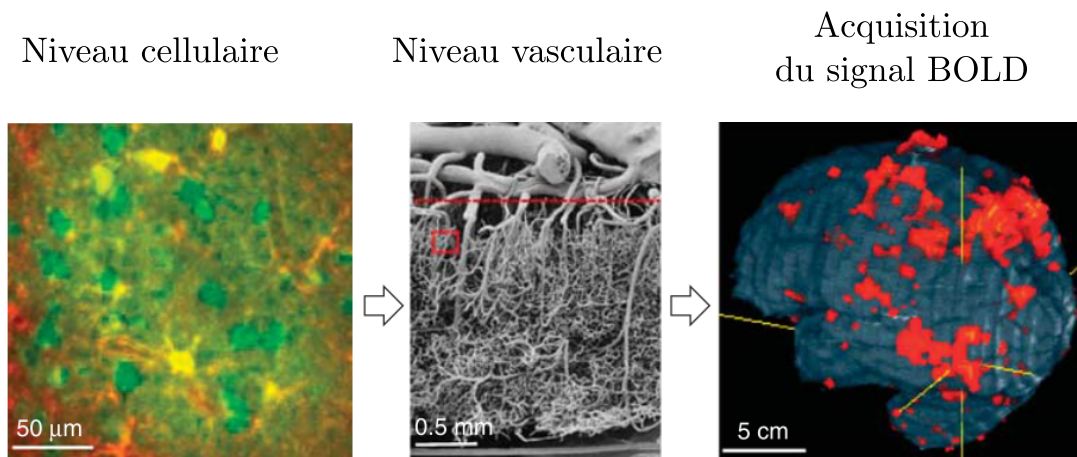 Niveau cellulaire
Niveau vasculaire
Acquisition
du signal BOLD
50 μm
0.5 mm
5 cm